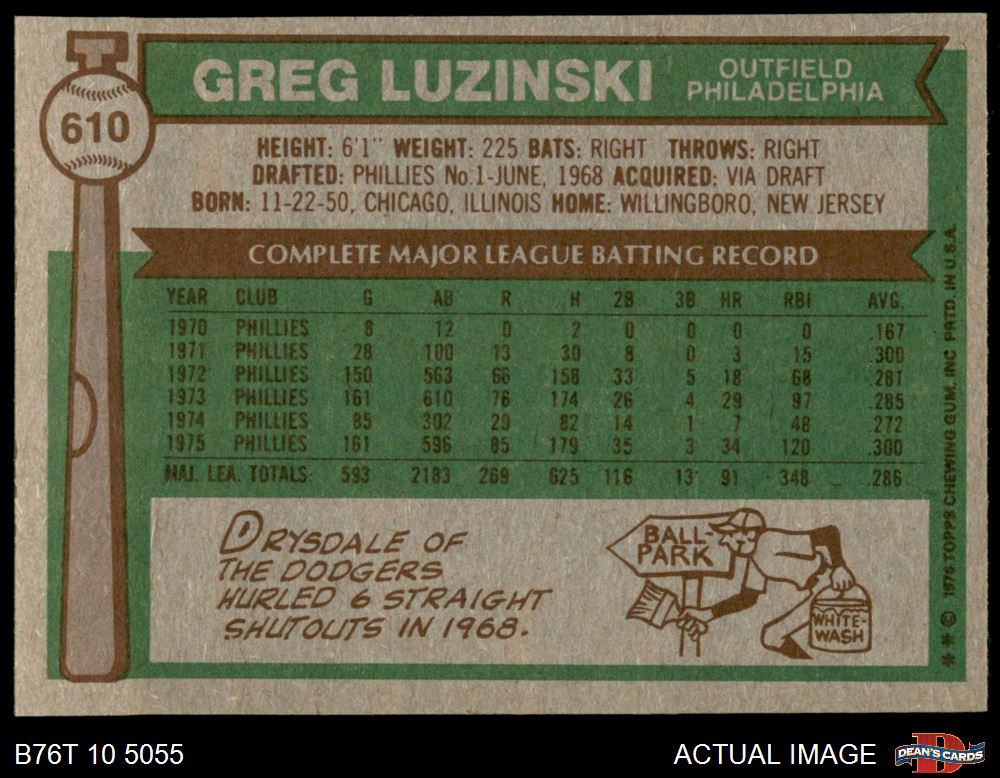 610
GREG LUZINSKI
OUTFIELD
PHILADELPHIA
HEIGHT: 6'1" WEIGHT: 225 BATS: RIGHT THROWS: RIGHT
DRAFTED: PHILLIES No.1-JUNE, 1968 ACQUIRED: VIA DRAFT
BORN: 11-22-50, CHICAGO, ILLINOIS HOME: WILLINGBORO, NEW JERSEY
COMPLETE MAJOR LEAGUE BATTING RECORD
YEAR CLUB G AB R H 2B 3B HR RBI AVG.
1970 PHILLIES 8 12 0 2 0 0 0 0 .167
1971 PHILLIES 28 100 13 30 8 0 3 15 .300
1972 PHILLIES 150 563 66 158 33 5 18 68 .281
1973 PHILLIES 161 610 76 174 26 4 29 97 .285
1974 PHILLIES 85 302 29 82 14 1 7 48 .272
1975 PHILLIES 161 596 85 179 35 3 34 120 .300
MAJ. LEA. TOTALS: 593 2183 269 625 116 13 91 348 .286
DRYSDALE OF
THE DODGERS
HURLED 6 STRAIGHT
SHUTOUTS IN 1968.
BALL-
PARK
WHITE-
WASH
* * © 1976 TOPPS CHEWING GUM, INC PRTD. IN U.S.A.
B76T 10 5055
ACTUAL IMAGE
D
DEAN'S CARDS